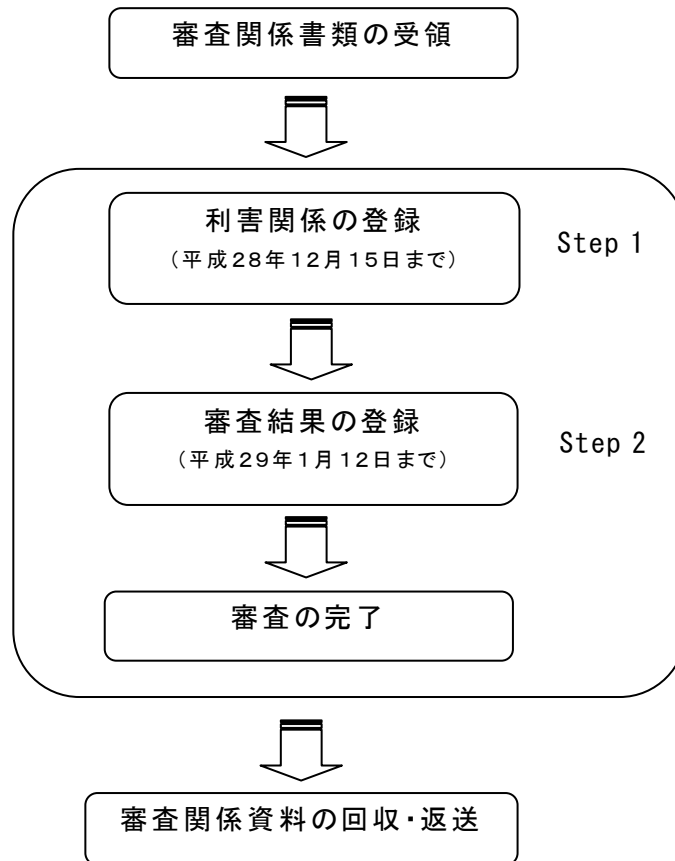 審査関係書類の受領
利害関係の登録
（平成２８年１２月１５日まで）
Step 1
審査結果の登録
（平成２９年１月１２日まで）
Step 2
審査の完了
審査関係資料の回収・返送